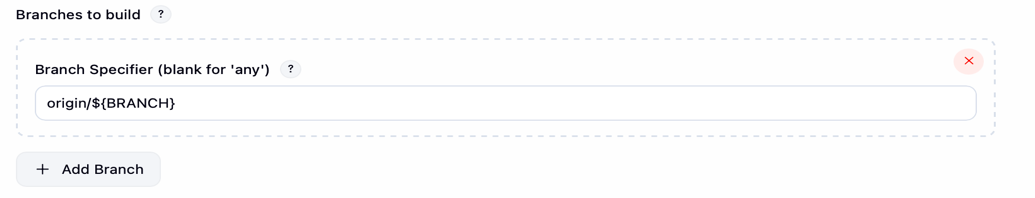 Branches to build ?
Branch Specifier (blank for 'any') ?
origin/${BRANCH}
Add Branch